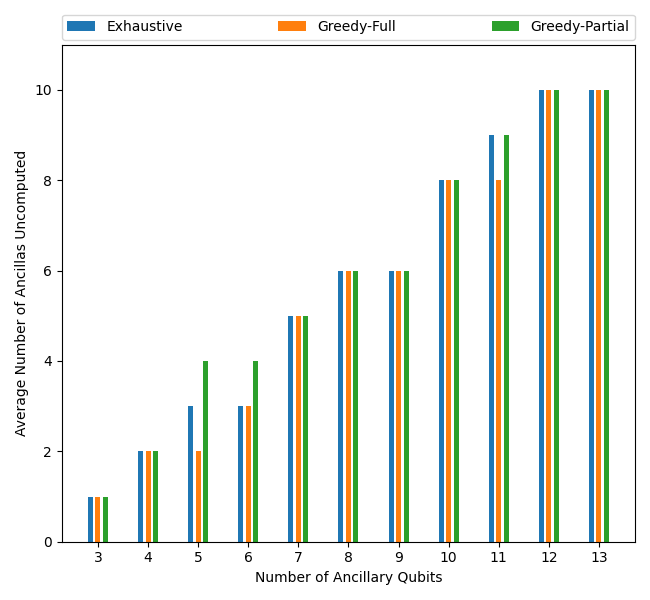 Exhaustive Greedy-Full Greedy-Partial
10
8
6
4
2
0
Average Number of Ancillas Uncomputed
3 4 5 6 7 8 9 10 11 12 13
Number of Ancillary Qubits